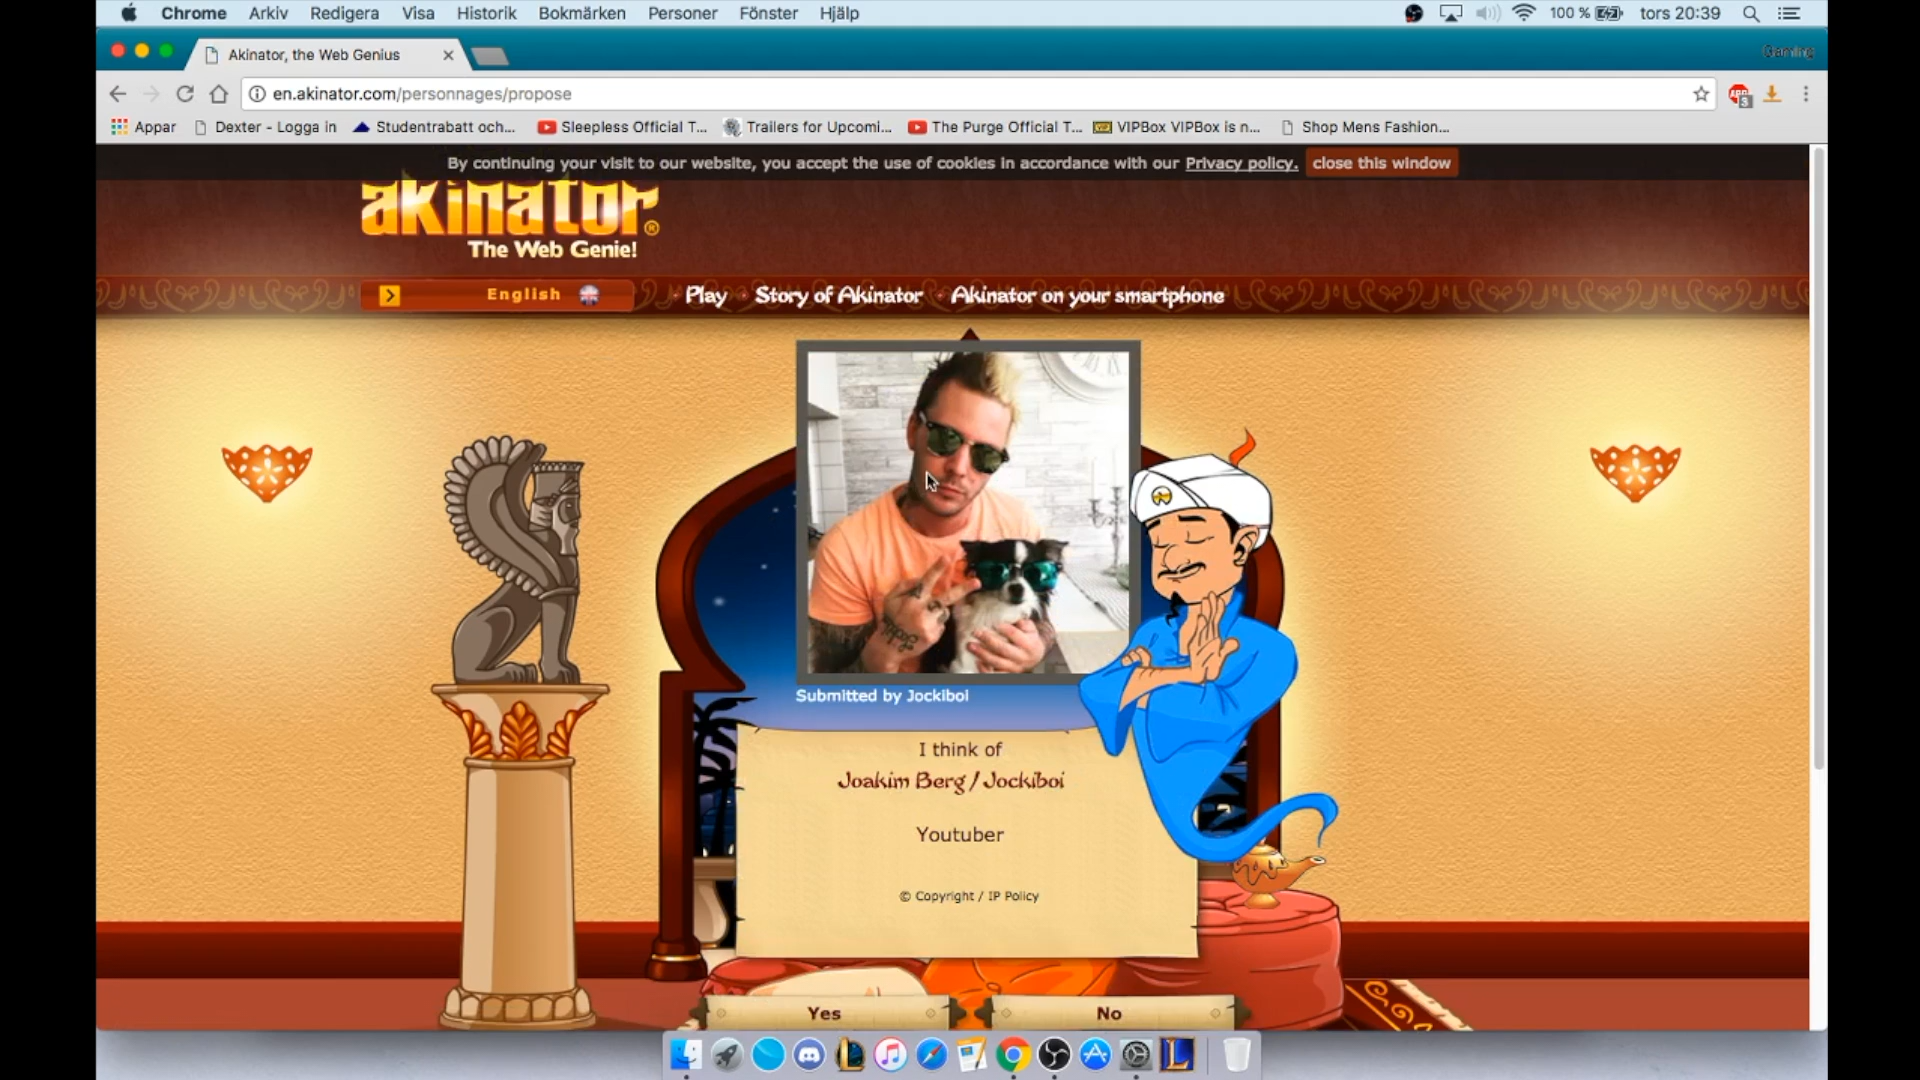 Chrome Arkiv Redigera Visa Historik Bokmärken Personer Fönster Hjälp 100 % tors 20:39
Akinator, the Web Genius Gaming
en.akinator.com/personnages/propose
Appar Dexter - Logga in Studentrabatt och... Sleepless Official T... Trailers for Upcomi... The Purge Official T... VIPBox VIPBox is n... Shop Mens Fashion...
By continuing your visit to our website, you accept the use of cookies in accordance with our Privacy policy. close this window
akinator®
The Web Genie!
English Play Story of Akinator Akinator on your smartphone
Submitted by Jockiboi
I think of
Joakim Berg / Jockiboi
Youtuber
© Copyright / IP Policy
Yes No